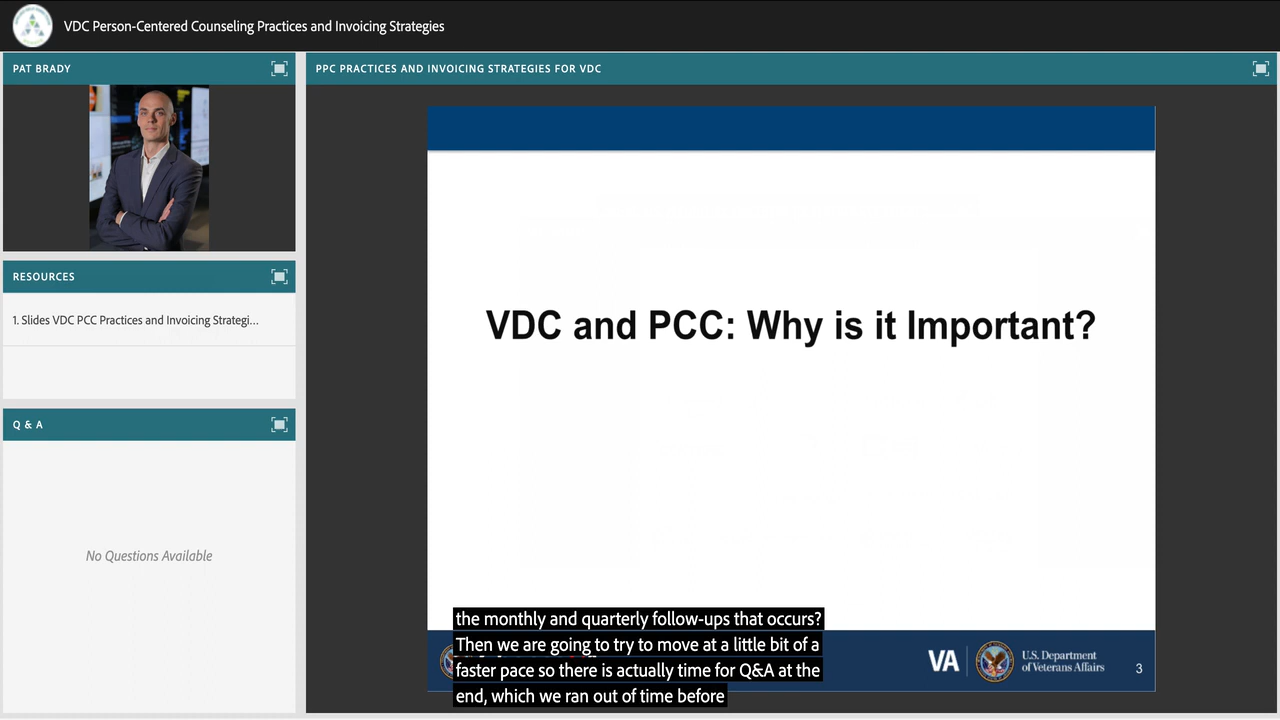 VDC Person-Centered Counseling Practices and Invoicing Strategies
PAT BRADY
RESOURCES
1. Slides VDC PCC Practices and Invoicing Strategi...
Q & A
No Questions Available
PPC PRACTICES AND INVOICING STRATEGIES FOR VDC
VDC and PCC: Why is it Important?
the monthly and quarterly follow-ups that occurs?
Then we are going to try to move at a little bit of a
faster pace so there is actually time for Q&A at the
end, which we ran out of time before
VA
U.S. Department
of Veterans Affairs
3